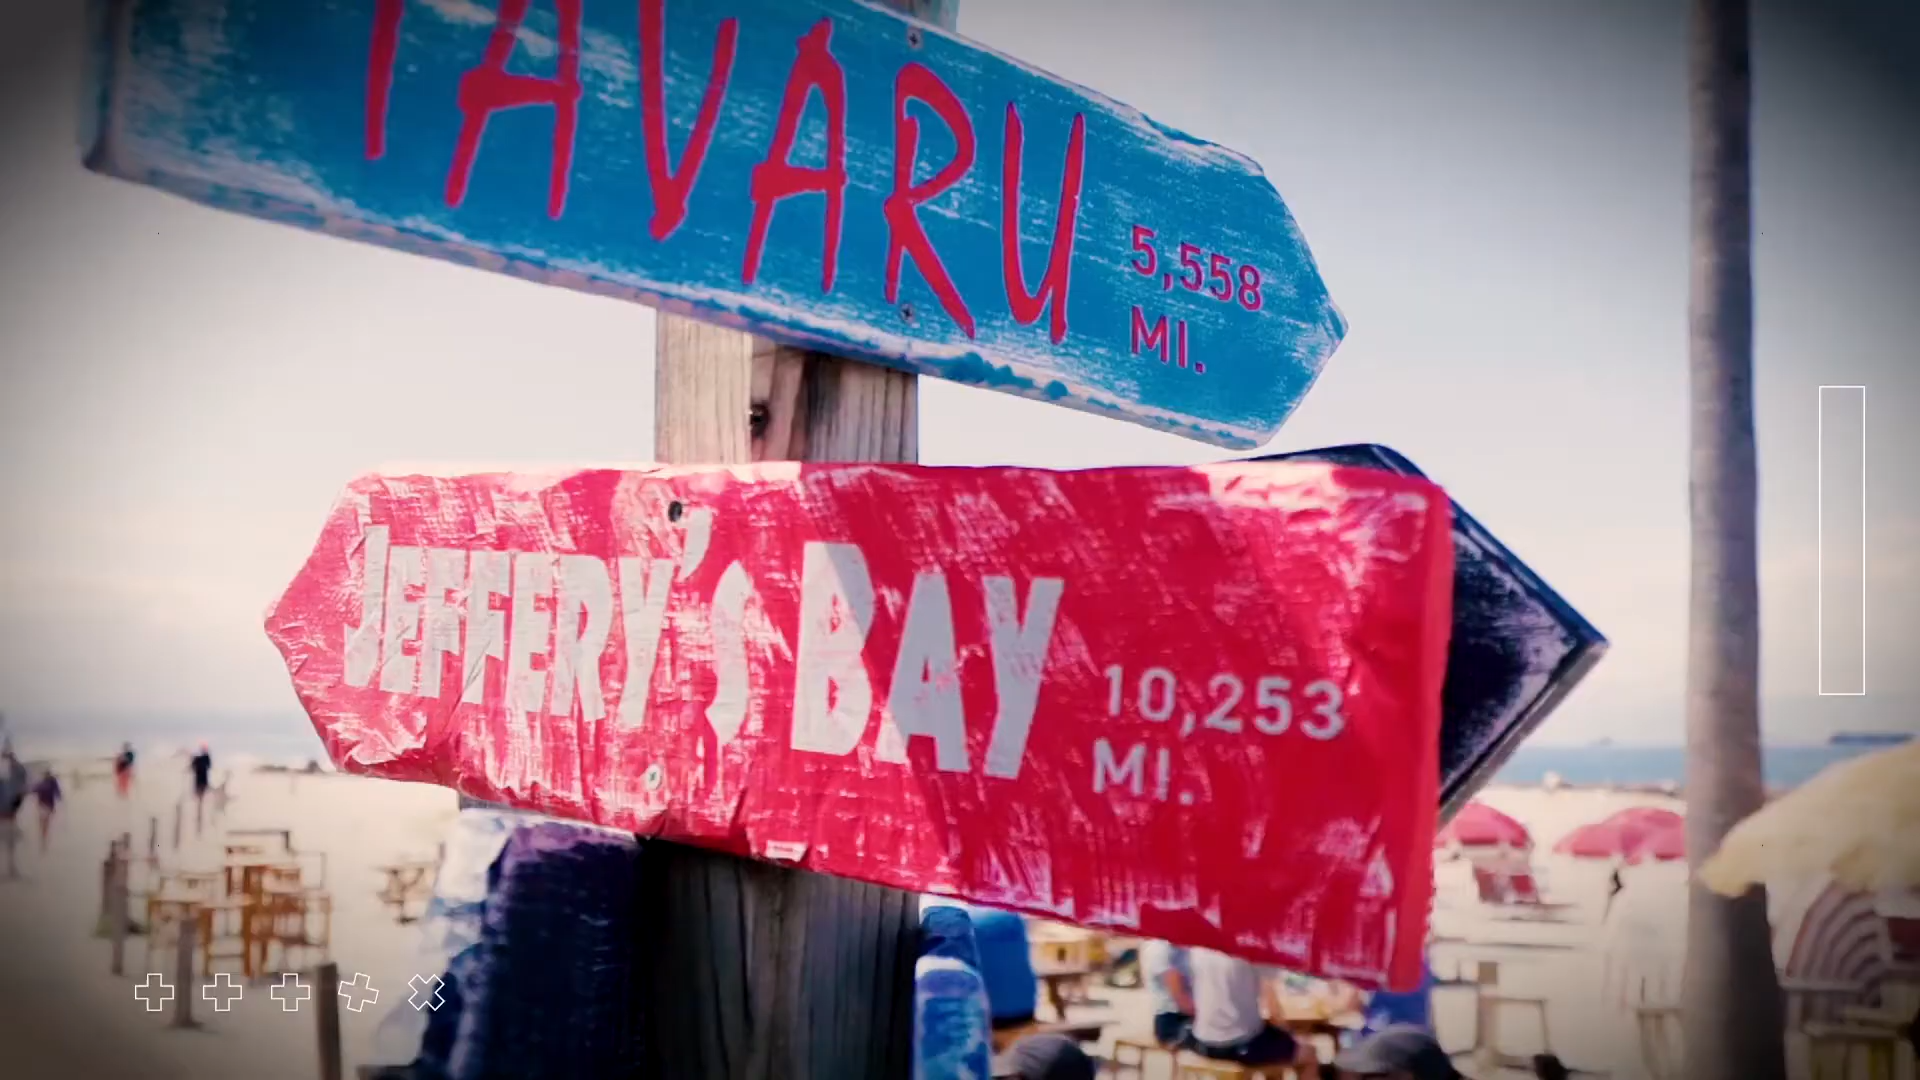 TAVARU
5,558
MI.
JEFFERY'S BAY
10,253
MI.